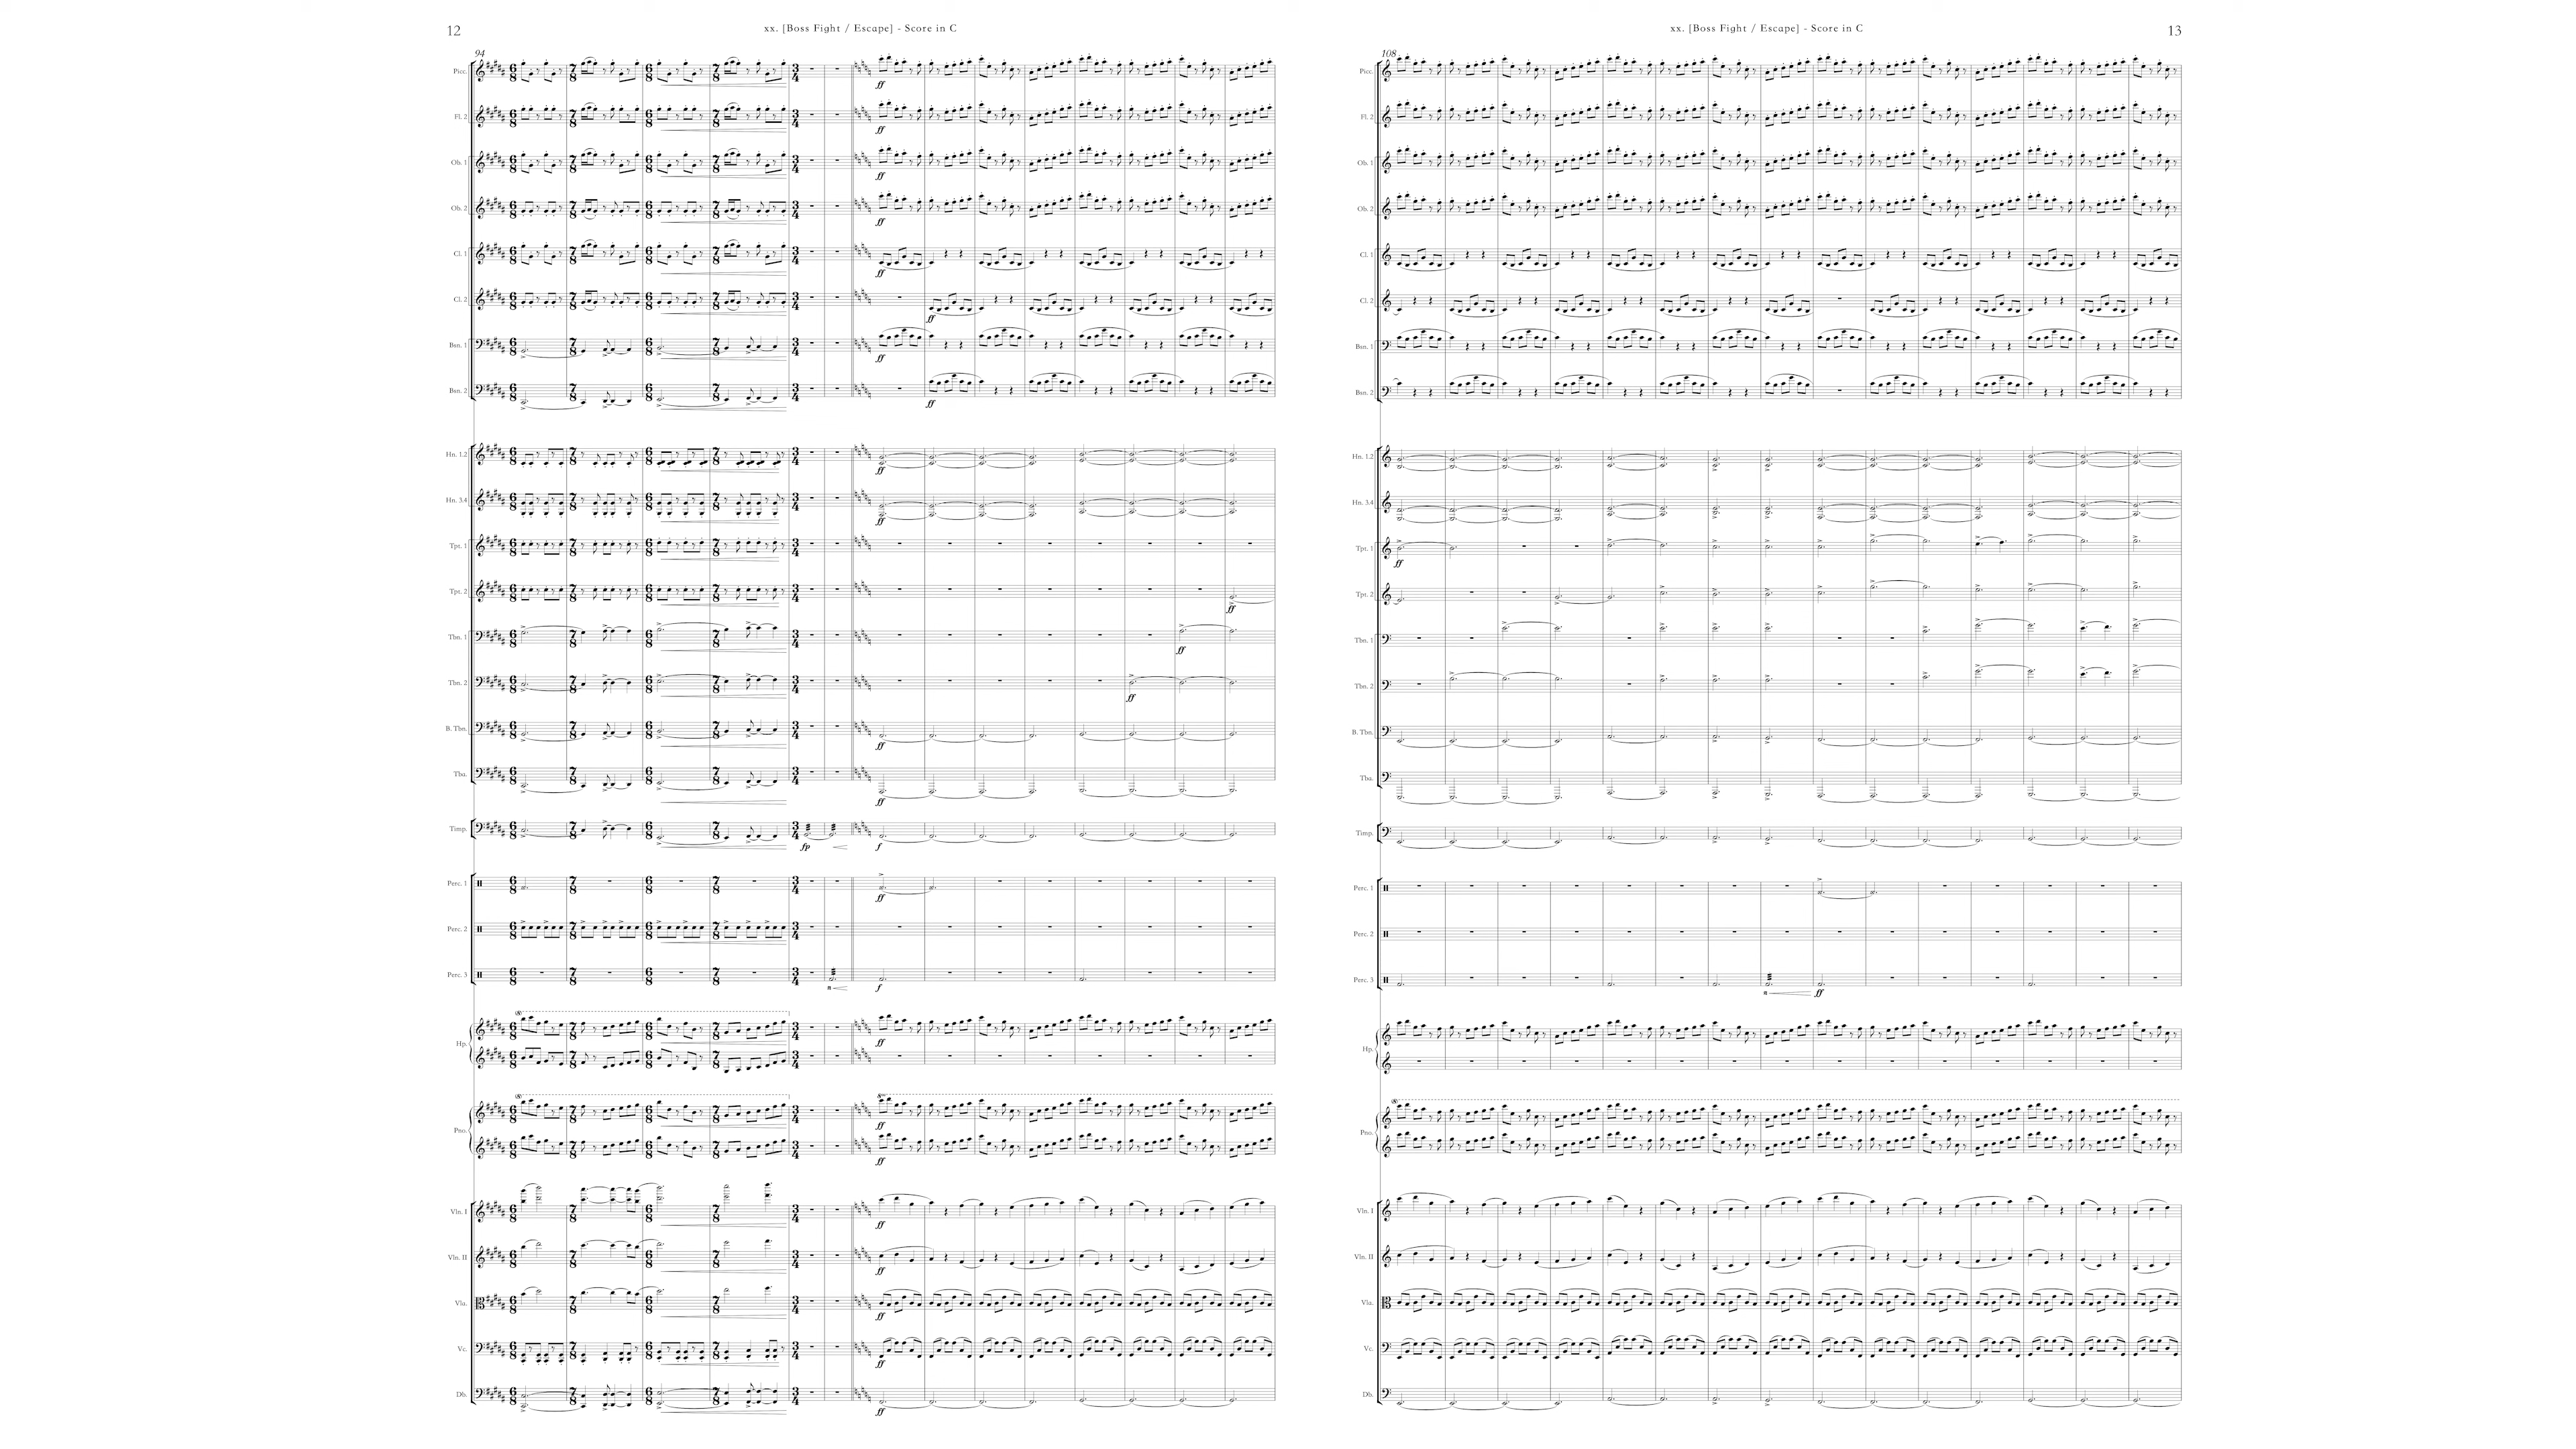 12
xx. [Boss Fight / Escape] - Score in C
94
Picc.
Fl. 2
Ob. 1
Ob. 2
Cl. 1
Cl. 2
Bsn. 1
Bsn. 2
Hn. 1.2
Hn. 3.4
Tpt. 1
Tpt. 2
Tbn. 1
Tbn. 2
B. Tbn.
Tba.
Timp.
Perc. 1
Perc. 2
Perc. 3
Hp.
Pno.
Vln. I
Vln. II
Vla.
Vc.
Db.
xx. [Boss Fight / Escape] - Score in C
13
108
Picc.
Fl. 2
Ob. 1
Ob. 2
Cl. 1
Cl. 2
Bsn. 1
Bsn. 2
Hn. 1.2
Hn. 3.4
Tpt. 1
Tpt. 2
Tbn. 1
Tbn. 2
B. Tbn.
Tba.
Timp.
Perc. 1
Perc. 2
Perc. 3
Hp.
Pno.
Vln. I
Vln. II
Vla.
Vc.
Db.